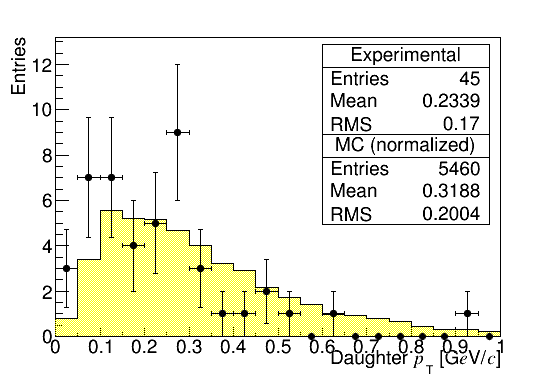 Entries
12
10
8
6
4
2
0
Experimental
Entries 45
Mean 0.2339
RMS 0.17
MC (normalized)
Entries 5460
Mean 0.3188
RMS 0.2004
0 0.1 0.2 0.3 0.4 0.5 0.6 0.7 0.8 0.9 1
Daughter p_T [GeV/c]